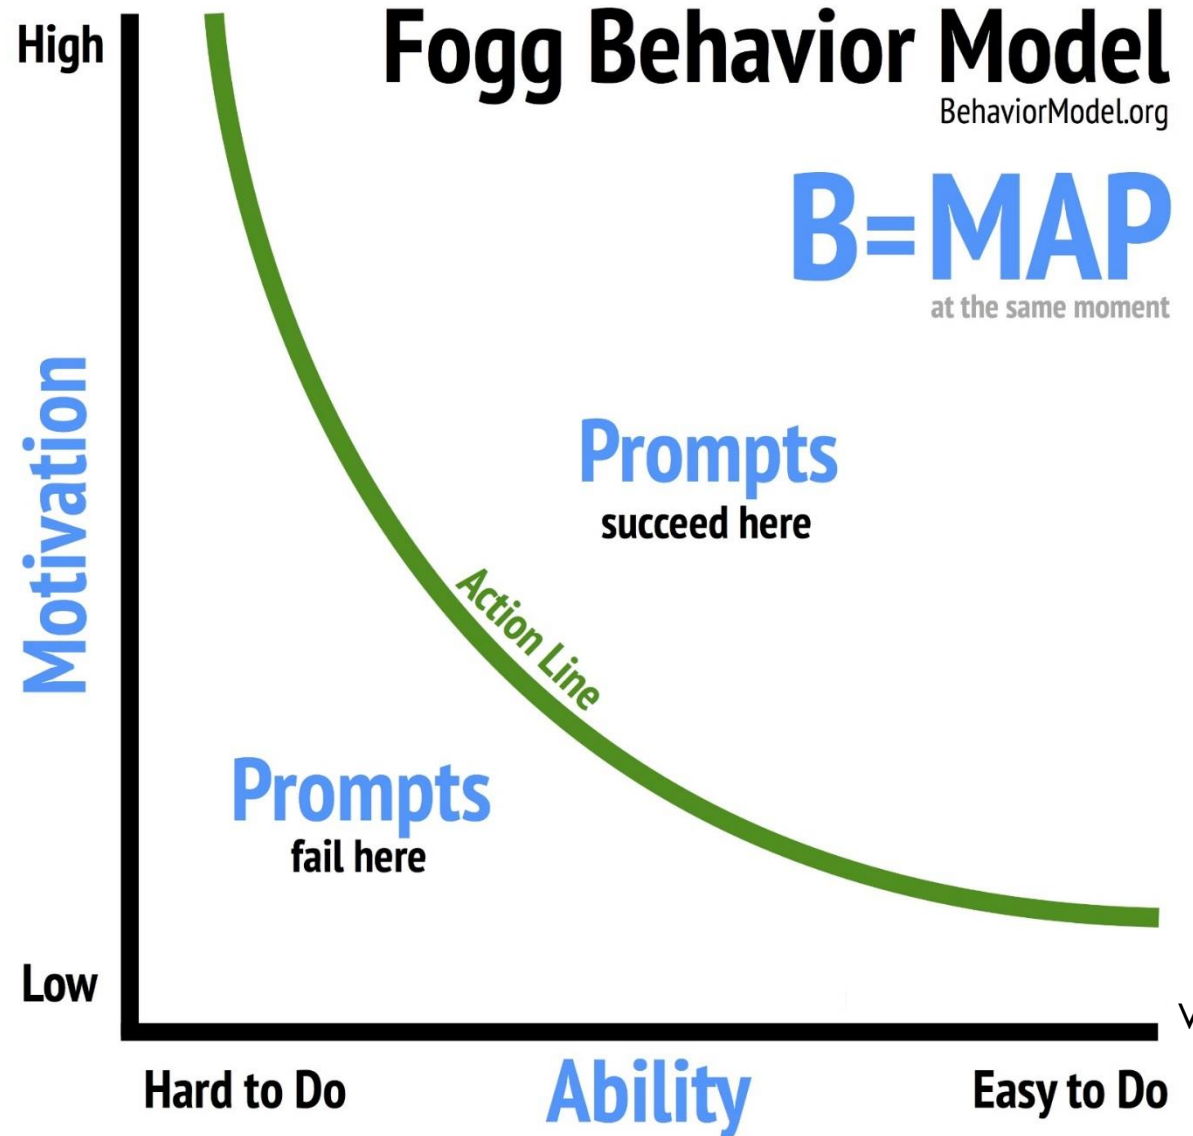 High
Fogg Behavior Model
BehaviorModel.org
B=MAP
at the same moment
Motivation
Prompts
succeed here
Action Line
Prompts
fail here
Low
Hard to Do
Ability
Easy to Do